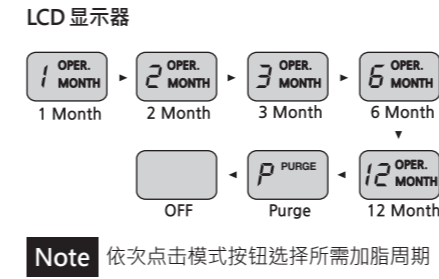 LCD 显示器
1 OPER. MONTH
2 OPER. MONTH
3 OPER. MONTH
6 OPER. MONTH
1 Month
2 Month
3 Month
6 Month
P PURGE
12 OPER. MONTH
OFF
Purge
12 Month
Note 依次点击模式按钮选择所需加脂周期